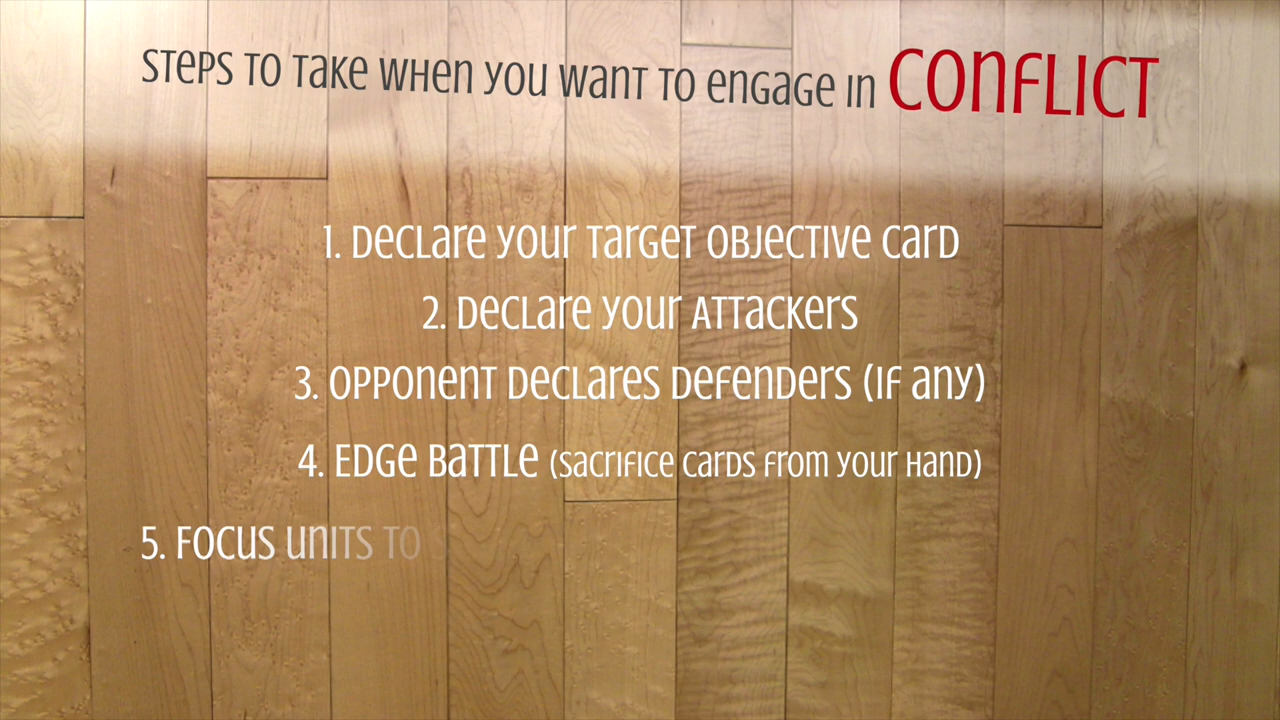 Steps to take when you want to engage in CONFLICT
1. Declare your target objective card
2. Declare your attackers
3. Opponent declares defenders (if any)
4. Edge Battle (sacrifice cards from your hand)
5. Focus units to